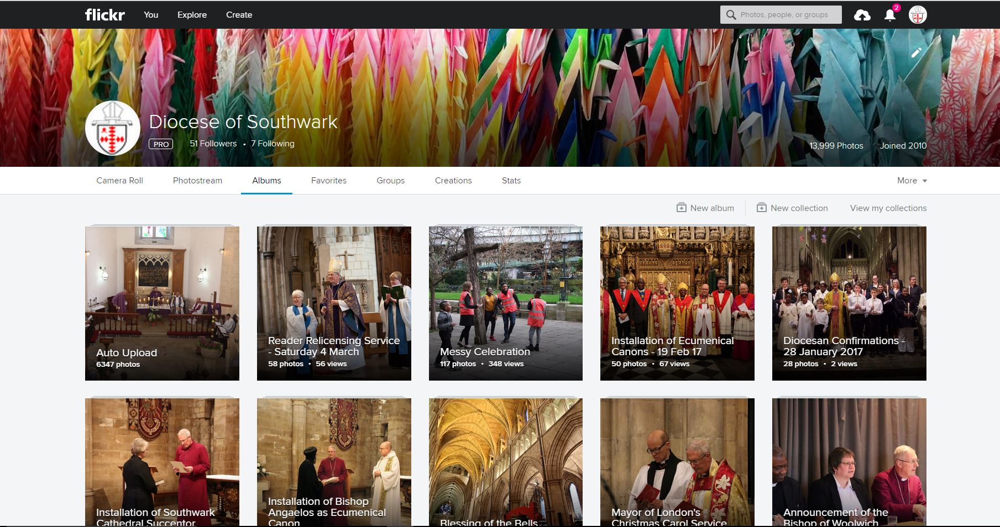 flickr You Explore Create Photos, people, or groups 2
Diocese of Southwark
PRO 51 Followers • 7 Following 13,999 Photos Joined 2010
Camera Roll Photostream Albums Favorites Groups Creations Stats More
New album New collection View my collections
Auto Upload
6347 photos
Reader Relicensing Service
- Saturday 4 March
58 photos • 56 views
Messy Celebration
117 photos • 348 views
Installation of Ecumenical
Canons - 19 Feb 17
50 photos • 67 views
Diocesan Confirmations -
28 January 2017
28 photos • 2 views
Installation of Southwark
Cathedral Succentor
Installation of Bishop
Angaelos as Ecumenical
Canon
Blessing of the Bells
Mayor of London's
Christmas Carol Service
Announcement of the
Bishop of Woolwich